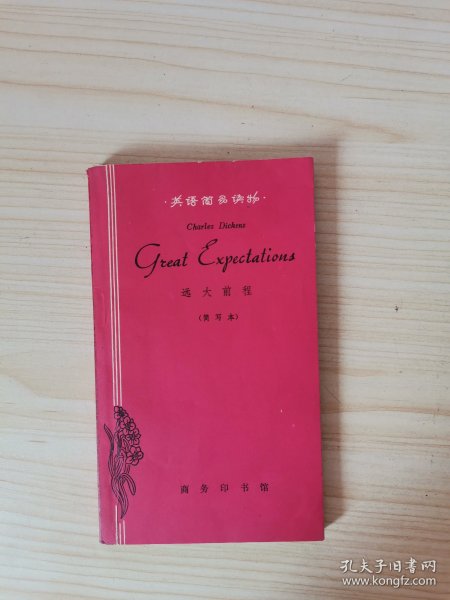 ·英语简易读物·
Charles Dickens
Great Expectations
远大前程
(简写本)
商务印书馆
孔夫子旧书网
www.kongfz.com